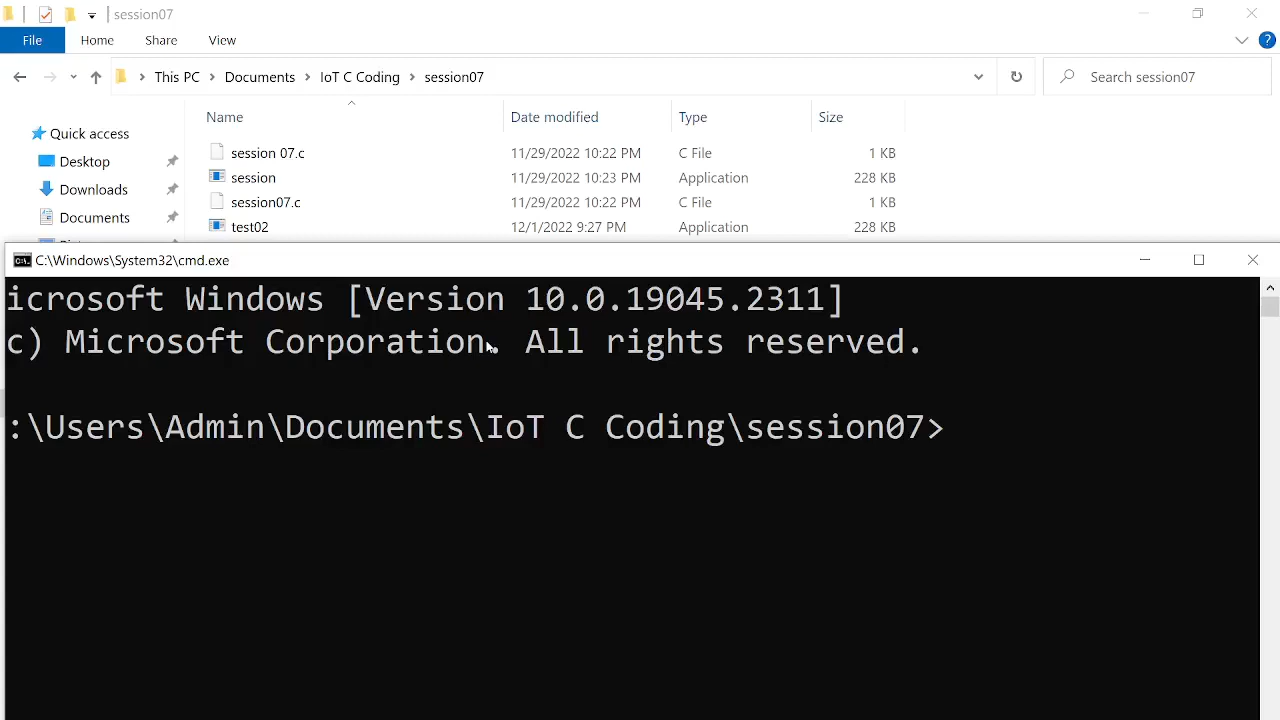 session07
File Home Share View
This PC > Documents > IoT C Coding > session07
Search session07
Name Date modified Type Size
Quick access
Desktop
Downloads
Documents
session 07.c 11/29/2022 10:22 PM C File 1 KB
session 11/29/2022 10:23 PM Application 228 KB
session07.c 11/29/2022 10:22 PM C File 1 KB
test02 12/1/2022 9:27 PM Application 228 KB
C:\Windows\System32\cmd.exe
icrosoft Windows [Version 10.0.19045.2311]
c) Microsoft Corporation. All rights reserved.
:\Users\Admin\Documents\IoT C Coding\session07>